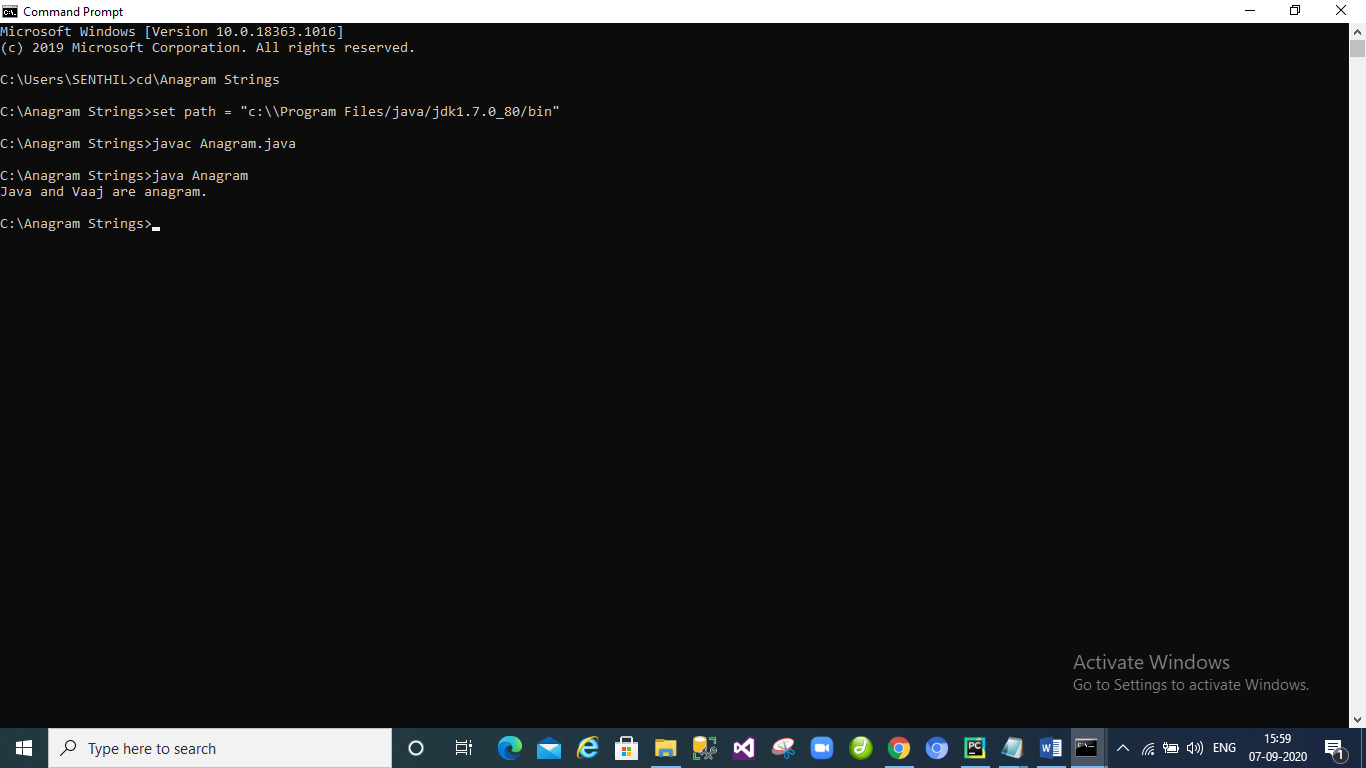 Command Prompt
Microsoft Windows [Version 10.0.18363.1016]
(c) 2019 Microsoft Corporation. All rights reserved.
C:\Users\SENTHIL>cd\Anagram Strings
C:\Anagram Strings>set path = "c:\\Program Files/java/jdk1.7.0_80/bin"
C:\Anagram Strings>javac Anagram.java
C:\Anagram Strings>java Anagram
Java and Vaaj are anagram.
C:\Anagram Strings>
Activate Windows
Go to Settings to activate Windows.
Type here to search
ENG
15:59
07-09-2020
1